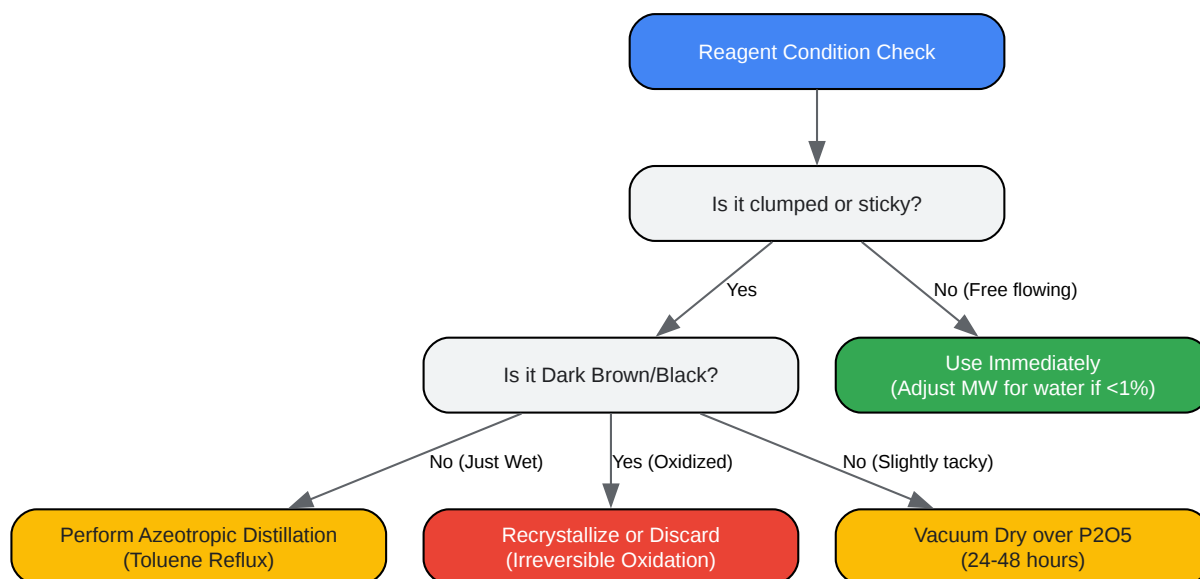 Reagent Condition Check
Is it clumped or sticky?
Yes
No (Free flowing)
Is it Dark Brown/Black?
Use Immediately
(Adjust MW for water if <1%)
No (Just Wet)
Yes (Oxidized)
No (Slightly tacky)
Perform Azeotropic Distillation
(Toluene Reflux)
Recrystallize or Discard
(Irreversible Oxidation)
Vacuum Dry over P2O5
(24-48 hours)